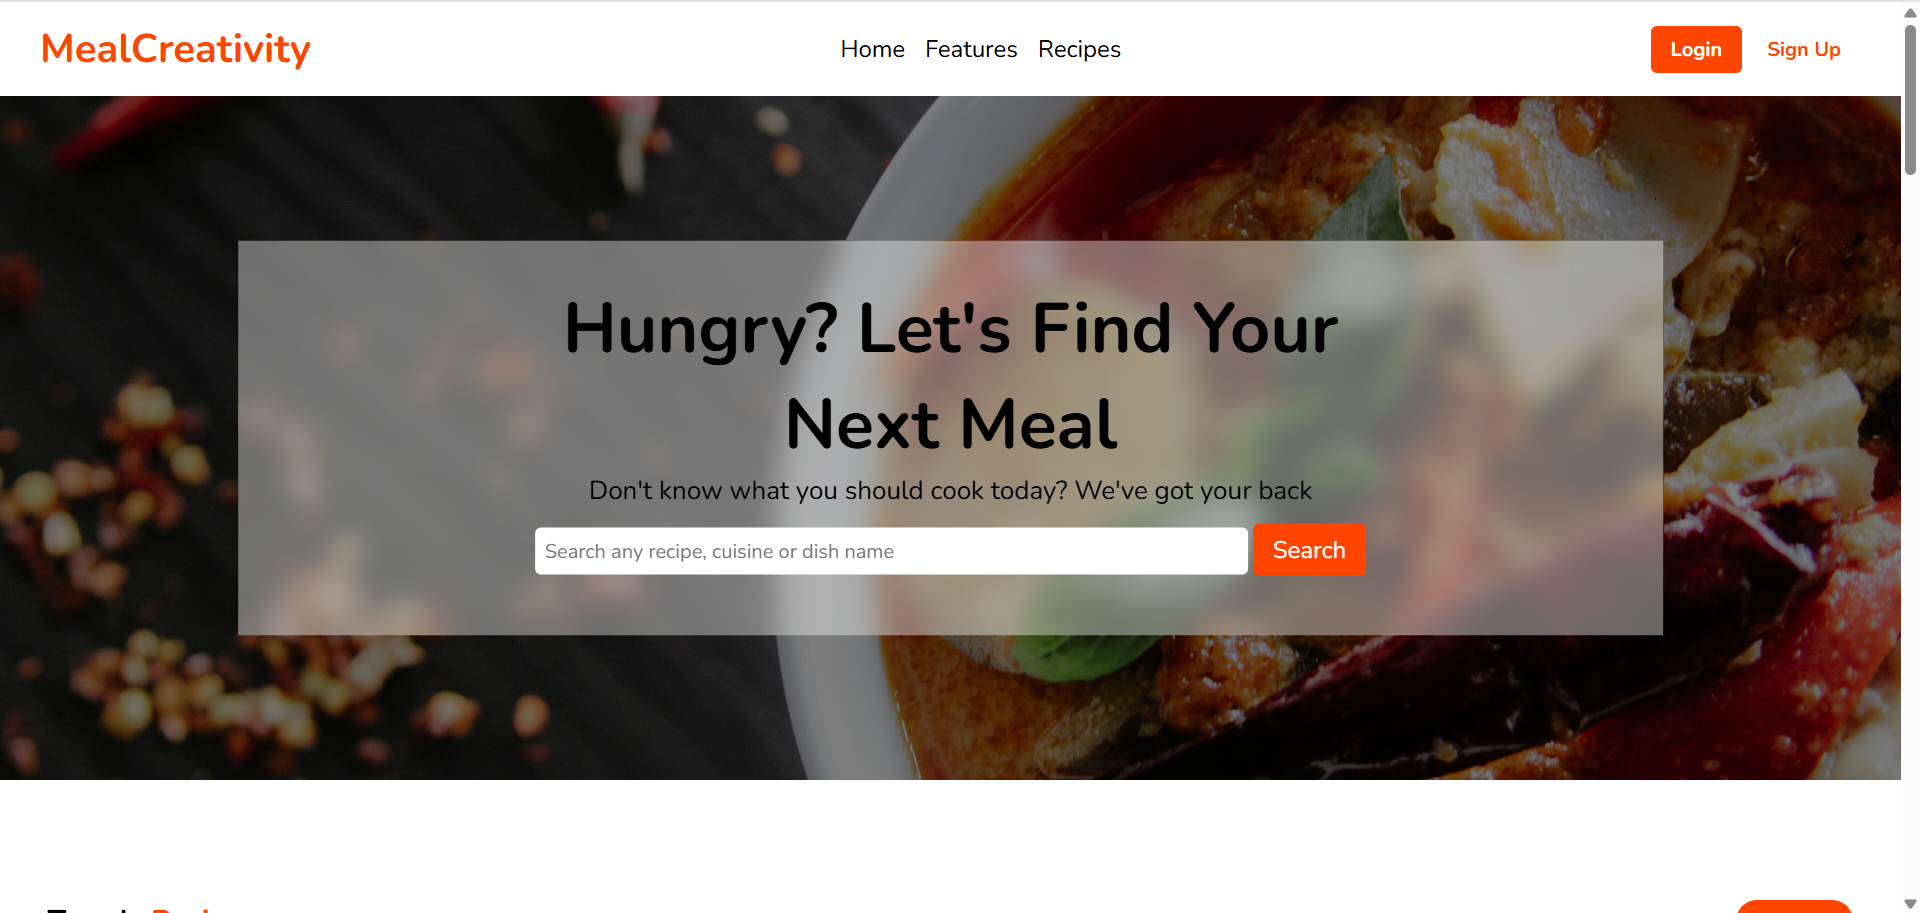 MealCreativity
Home Features Recipes
Login Sign Up
Hungry? Let's Find Your
Next Meal
Don't know what you should cook today? We've got your back
Search any recipe, cuisine or dish name
Search